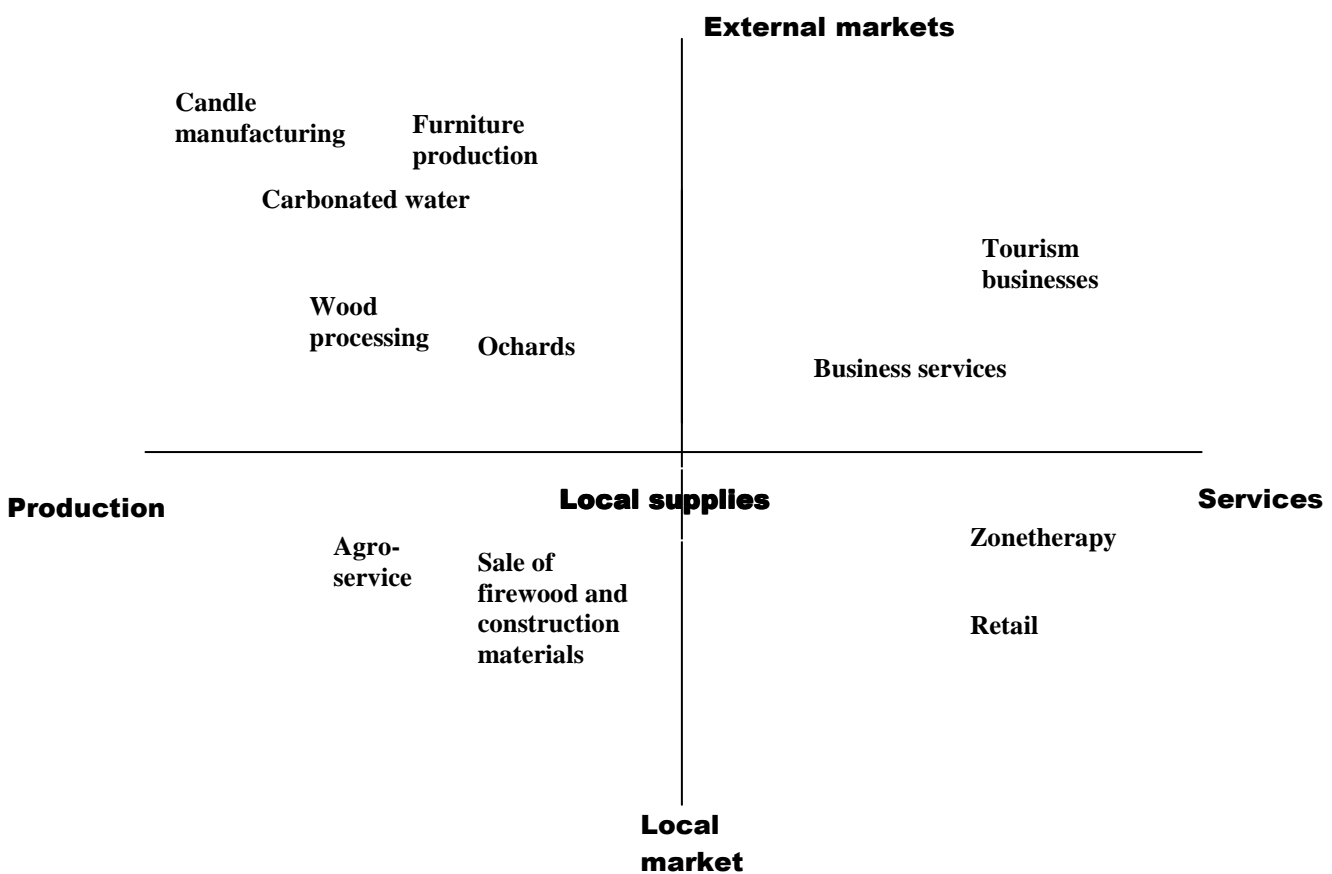 External markets
Candle
manufacturing
Furniture
production
Carbonated water
Tourism
businesses
Wood
processing
Ochards
Business services
Production
Local supplies
Services
Agro-
service
Sale of
firewood and
construction
materials
Zonetherapy
Retail
Local
market